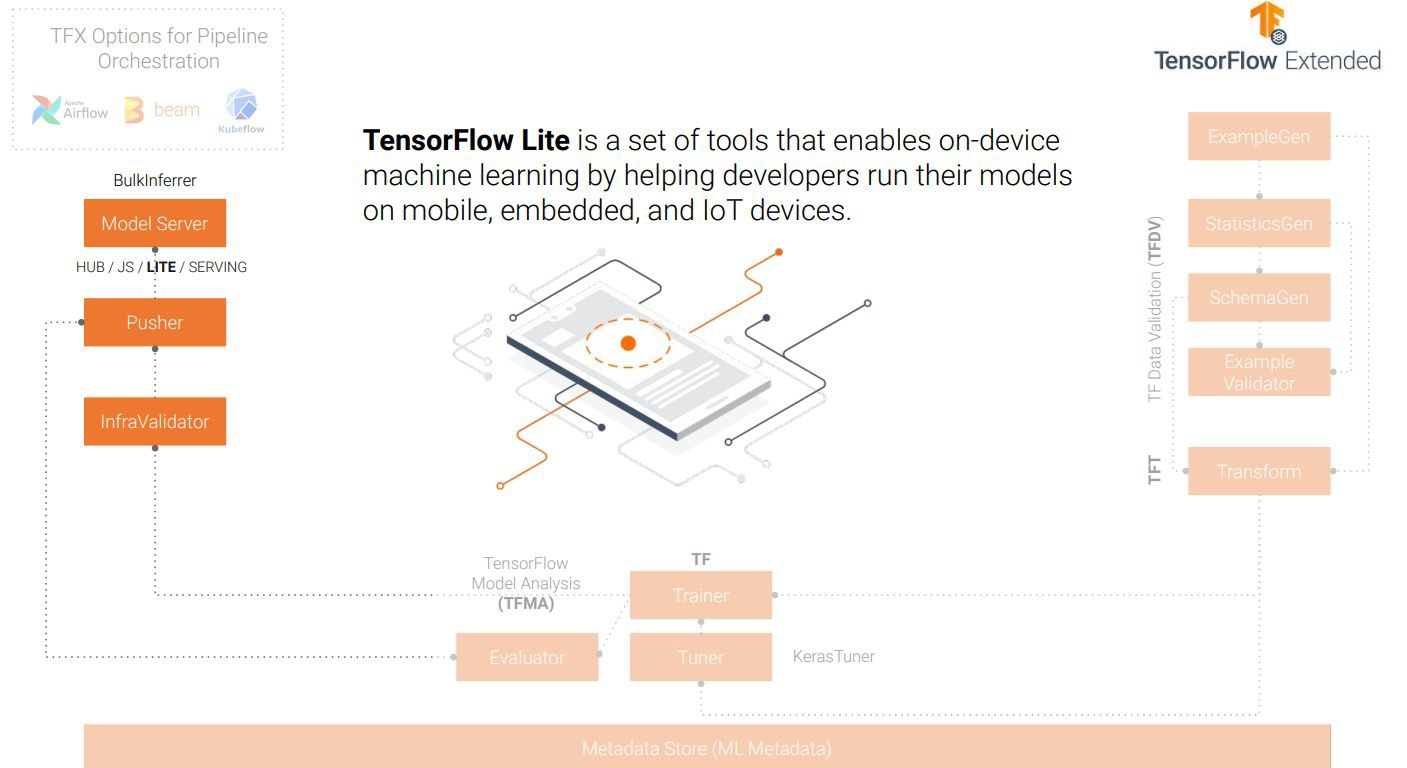 TFX Options for Pipeline
Orchestration
Apache
Airflow
beam
Kubeflow
TF
TensorFlow Extended
TensorFlow Lite is a set of tools that enables on-device
machine learning by helping developers run their models
on mobile, embedded, and IoT devices.
BulkInferrer
Model Server
HUB / JS / LITE / SERVING
Pusher
InfraValidator
ExampleGen
StatisticsGen
SchemaGen
Example
Validator
TF Data Validation (TFDV)
TFT
Transform
TensorFlow
Model Analysis
(TFMA)
TF
Trainer
Evaluator
Tuner
KerasTuner
Metadata Store (ML Metadata)